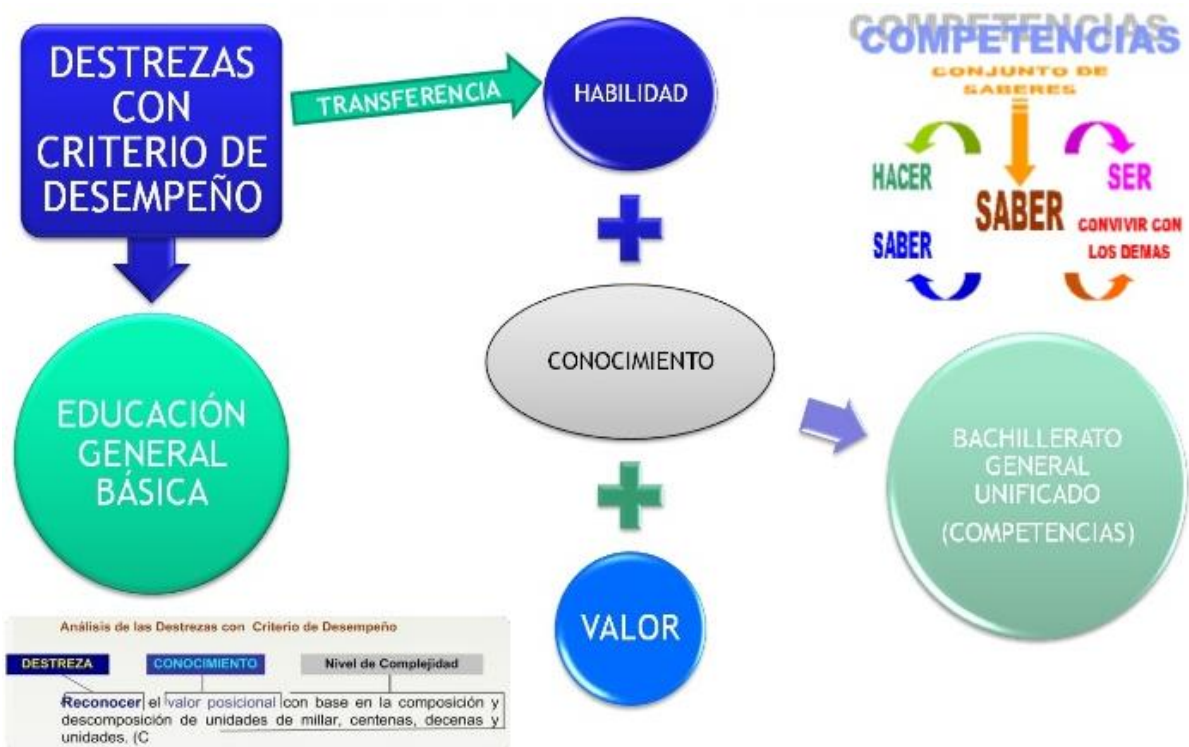 DESTREZAS
CON
CRITERIO DE
DESEMPEÑO
TRANSFERENCIA
HABILIDAD
CONOCIMIENTO
VALOR
EDUCACIÓN
GENERAL
BÁSICA
COMPETENCIAS
CONJUNTO DE
SABERES
HACER
SER
SABER
SABER
CONVIVIR CON
LOS DEMAS
BACHILLERATO
GENERAL
UNIFICADO
(COMPETENCIAS)
Análisis de las Destrezas con Criterio de Desempeño
DESTREZA
CONOCIMIENTO
Nivel de Complejidad
Reconocer el valor posicional con base en la composición y
descomposición de unidades de millar, centenas, decenas y
unidades. (C